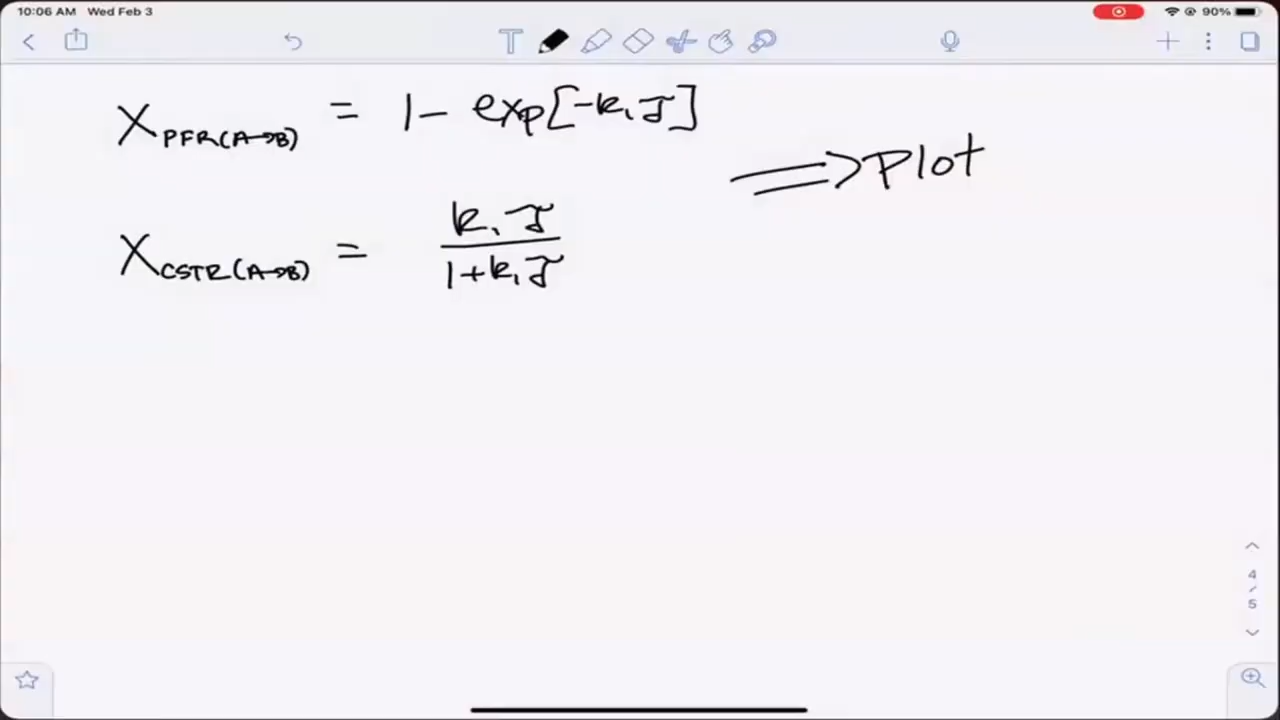 10:06 AM Wed Feb 3 90%
X_PFR(A→B) = 1 - exp[-k₁τ]
⟹ Plot
X_CSTR(A→B) = k₁τ / 1+k₁τ
4 / 5